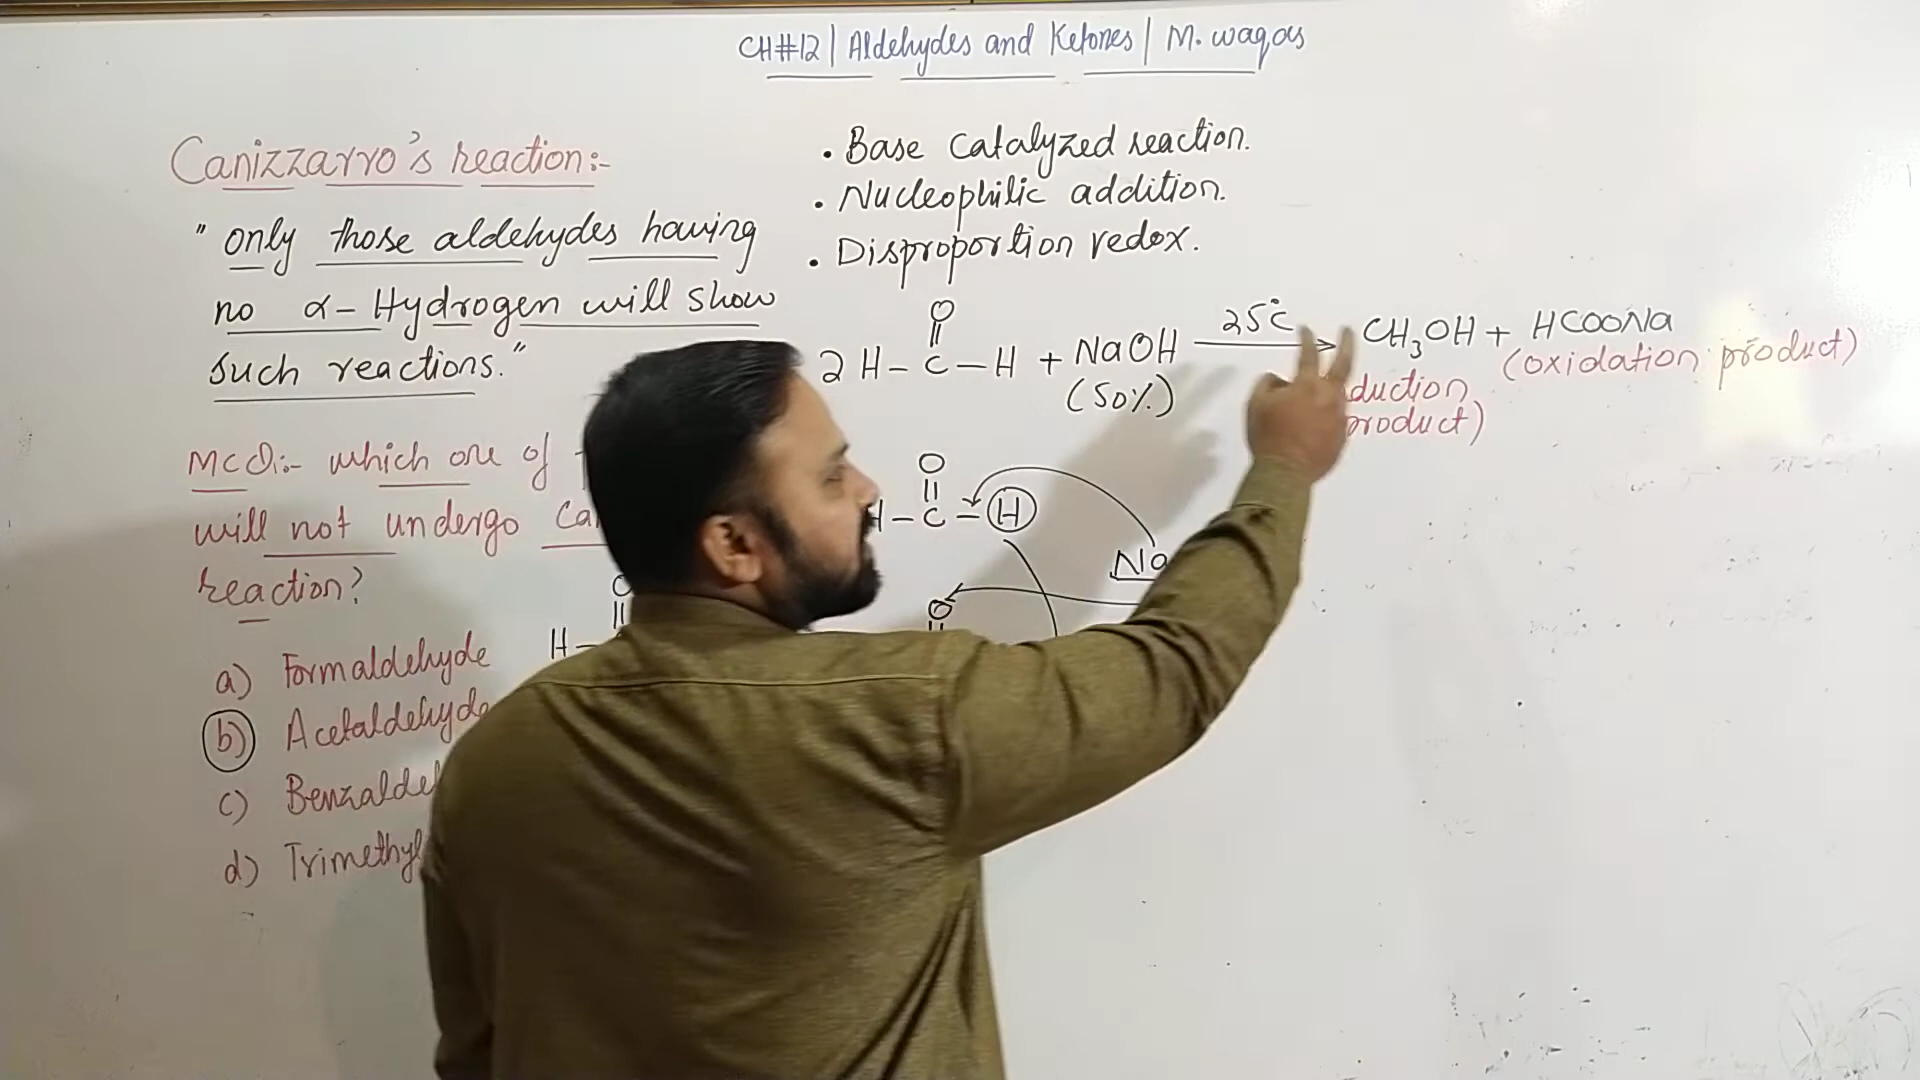 CH#12 | Aldehydes and Ketones | M. waqas
Canizzarro's reaction:-
"only those aldehydes having
no α-Hydrogen will show
such reactions."
• Base catalyzed reaction.
• Nucleophilic addition.
• Disproportion redox.
O
2 H-C-H + NaOH 25°C → CH3OH + HCOONa
(50%)
duction
product)
(oxidation product)
MCQ:- which one of
will not undergo Ca
reaction?
a) Formaldehyde
b) Acetaldehyde
c) Benzaldeh
d) Trimethyl
O
H-
O
H-C-H
Na
O